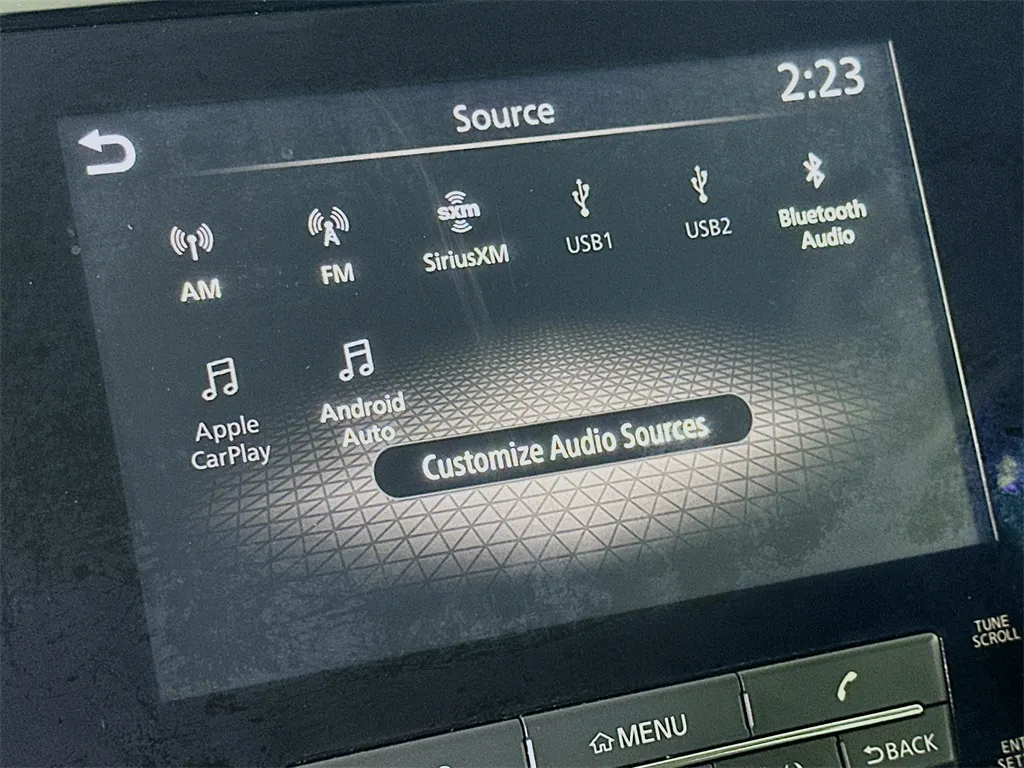 Source
2:23
AM
FM
sxm
SiriusXM
USB1
USB2
Bluetooth
Audio
Apple
CarPlay
Android
Auto
Customize Audio Sources
TUNE
SCROLL
MENU
BACK